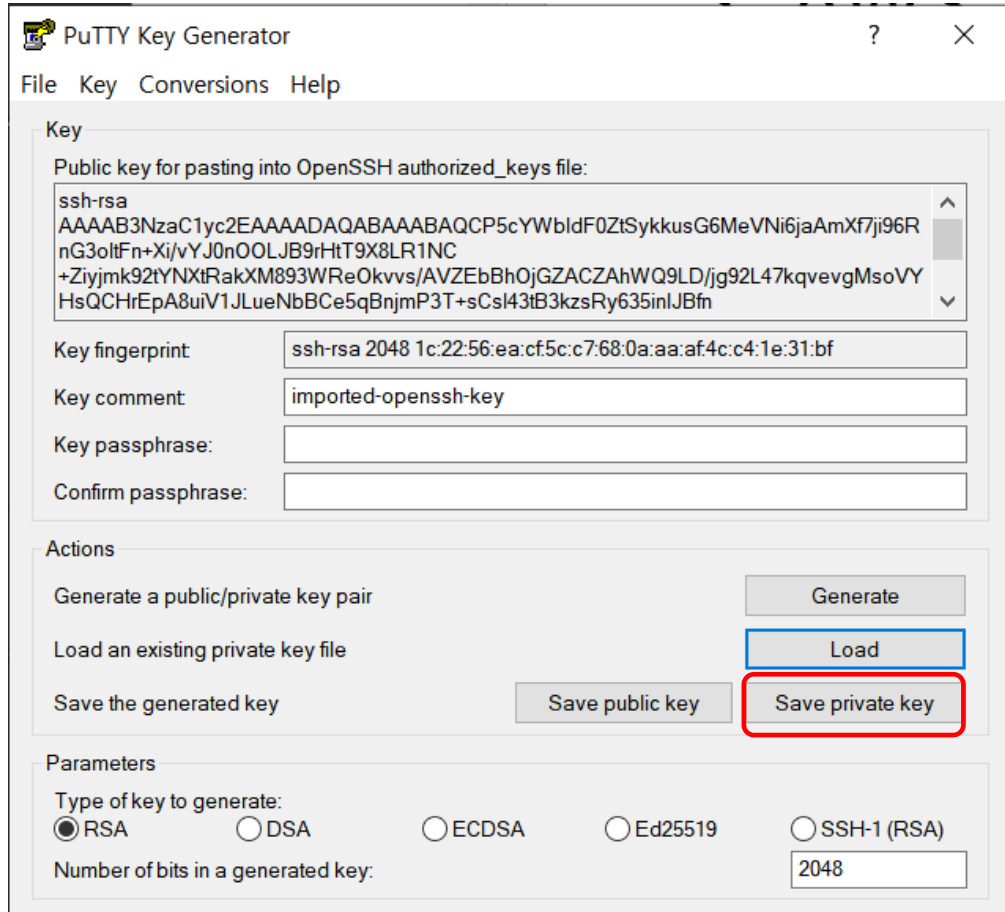 PuTTY Key Generator
?
File Key Conversions Help
Key
Public key for pasting into OpenSSH authorized_keys file:
ssh-rsa
AAAAB3NzaC1yc2EAAAADAQABAAABAQCP5cYWbIdF0ZtSykkusG6MeVNi6jaAmXf7ji96R
nG3oltFn+Xi/vYJ0nOOLJB9rHtT9X8LR1NC
+Ziyjmk92tYNXtRakXM893WReOkvvs/AVZEbBhOjGZACZAhWQ9LD/jg92L47kqvevgMsoVY
HsQCHrEpA8uiV1JLueNbBCe5qBnjmP3T+sCsl43tB3kzsRy635inIJBfn
Key fingerprint: ssh-rsa 2048 1c:22:56:ea:cf:5c:c7:68:0a:aa:af:4c:c4:1e:31:bf
Key comment: imported-openssh-key
Key passphrase:
Confirm passphrase:
Actions
Generate a public/private key pair Generate
Load an existing private key file Load
Save the generated key Save public key Save private key
Parameters
Type of key to generate:
RSA DSA ECDSA Ed25519 SSH-1 (RSA)
Number of bits in a generated key: 2048